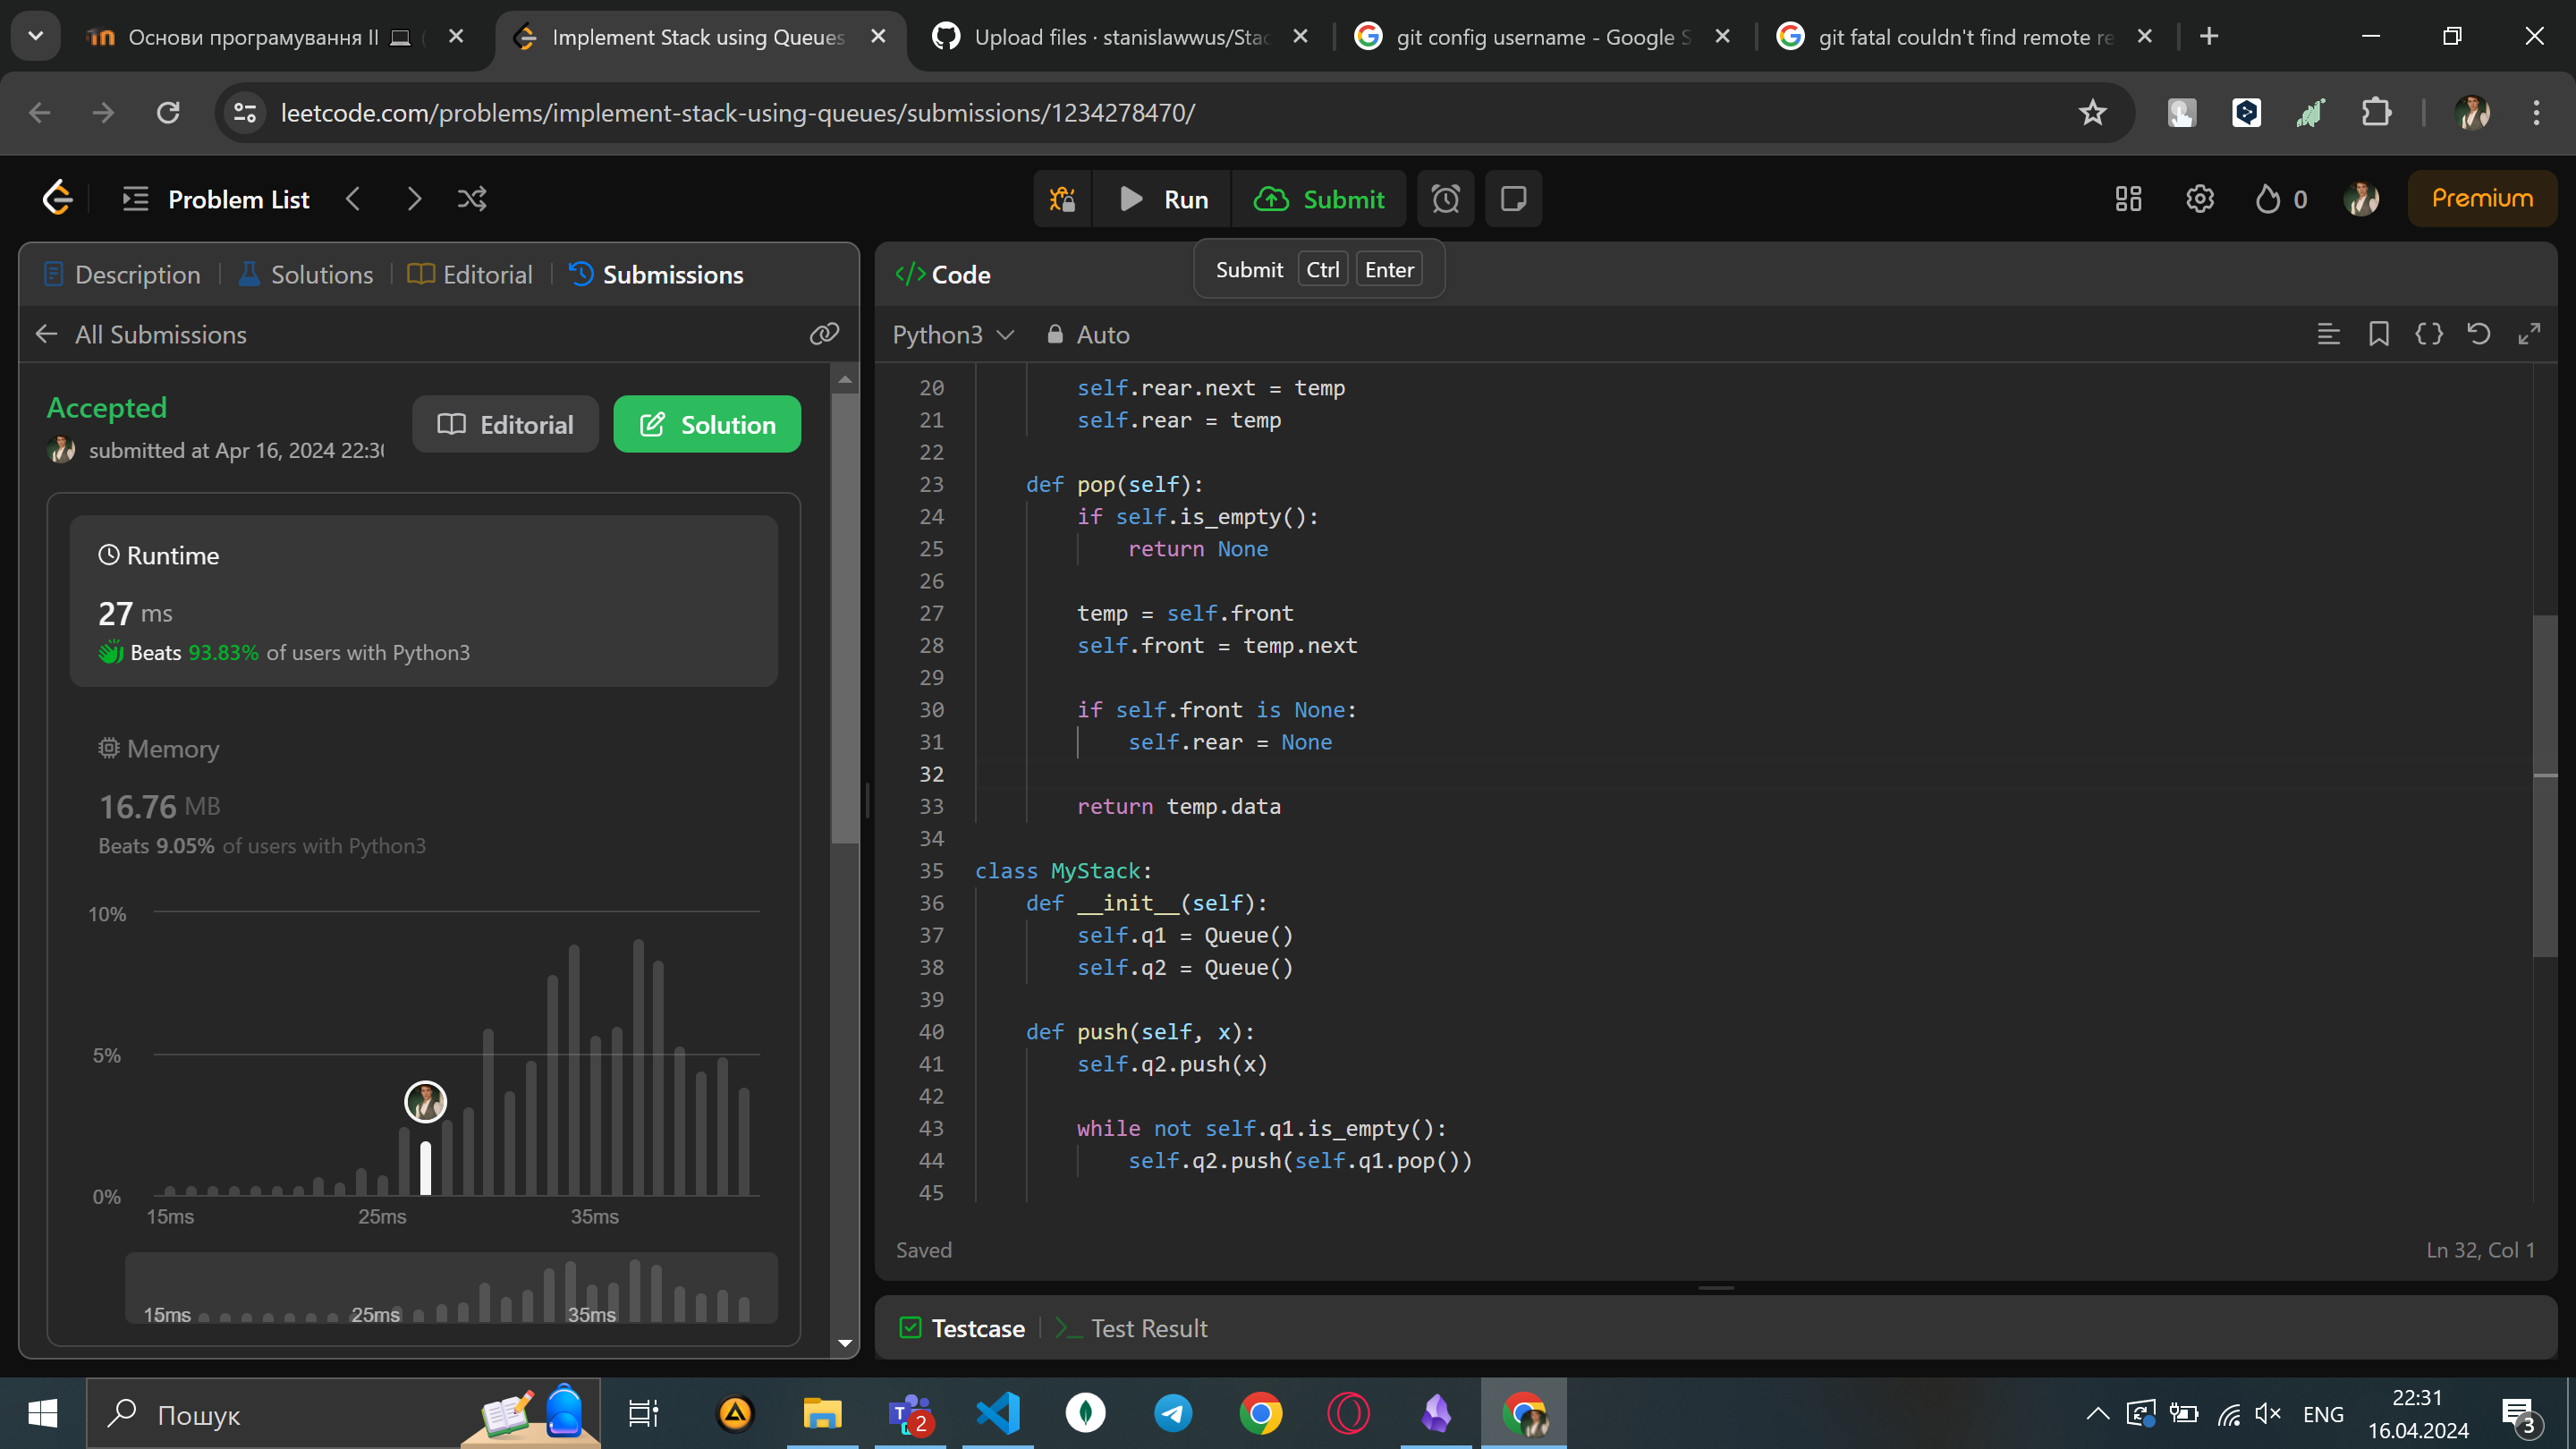 Основи програмування II 💻 (
Implement Stack using Queues
Upload files · stanislawwus/Stac
git config username - Google S
git fatal couldn't find remote re
leetcode.com/problems/implement-stack-using-queues/submissions/1234278470/
Problem List
Run
Submit
0
Premium
Description
Solutions
Editorial
Submissions
All Submissions
Accepted
submitted at Apr 16, 2024 22:30
Editorial
Solution
Runtime
27 ms
Beats 93.83% of users with Python3
Memory
16.76 MB
Beats 9.05% of users with Python3
10%
5%
0%
15ms
25ms
35ms
15ms
25ms
35ms
</> Code
Submit Ctrl Enter
Python3
Auto
20 self.rear.next = temp
21 self.rear = temp
22
23 def pop(self):
24 if self.is_empty():
25 return None
26
27 temp = self.front
28 self.front = temp.next
29
30 if self.front is None:
31 self.rear = None
32
33 return temp.data
34
35 class MyStack:
36 def __init__(self):
37 self.q1 = Queue()
38 self.q2 = Queue()
39
40 def push(self, x):
41 self.q2.push(x)
42
43 while not self.q1.is_empty():
44 self.q2.push(self.q1.pop())
45
Saved
Ln 32, Col 1
Testcase
Test Result
Пошук
2
ENG
22:31
16.04.2024
3